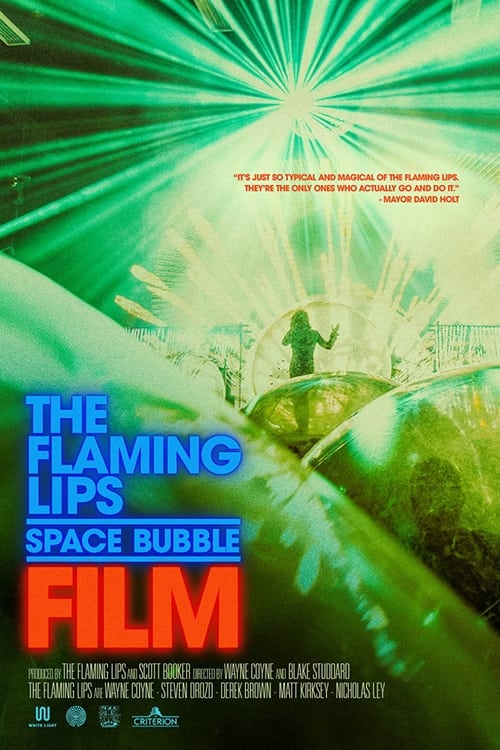 “IT’S JUST SO TYPICAL AND MAGICAL OF THE FLAMING LIPS.
THEY’RE THE ONLY ONES WHO ACTUALLY GO AND DO IT.”
- MAYOR DAVID HOLT
THE
FLAMING
LIPS
SPACE BUBBLE
FILM
PRODUCED BY THE FLAMING LIPS AND SCOTT BOOKER DIRECTED BY WAYNE COYNE AND BLAKE STUDDARD
THE FLAMING LIPS ARE WAYNE COYNE - STEVEN DROZD - DEREK BROWN - MATT KIRKSEY - NICHOLAS LEY
WHITE LIGHT
CRITERION